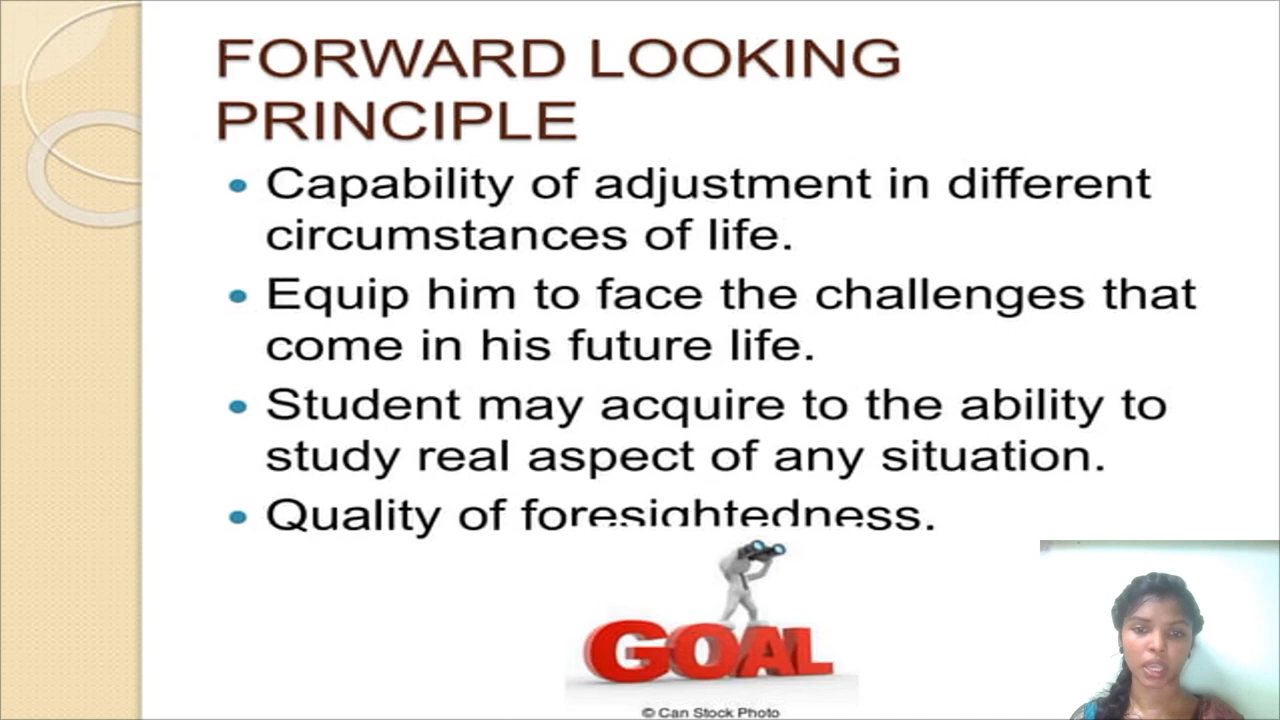 FORWARD LOOKING
PRINCIPLE
• Capability of adjustment in different
circumstances of life.
• Equip him to face the challenges that
come in his future life.
• Student may acquire to the ability to
study real aspect of any situation.
• Quality of foresightedness.
GOAL
© Can Stock Photo